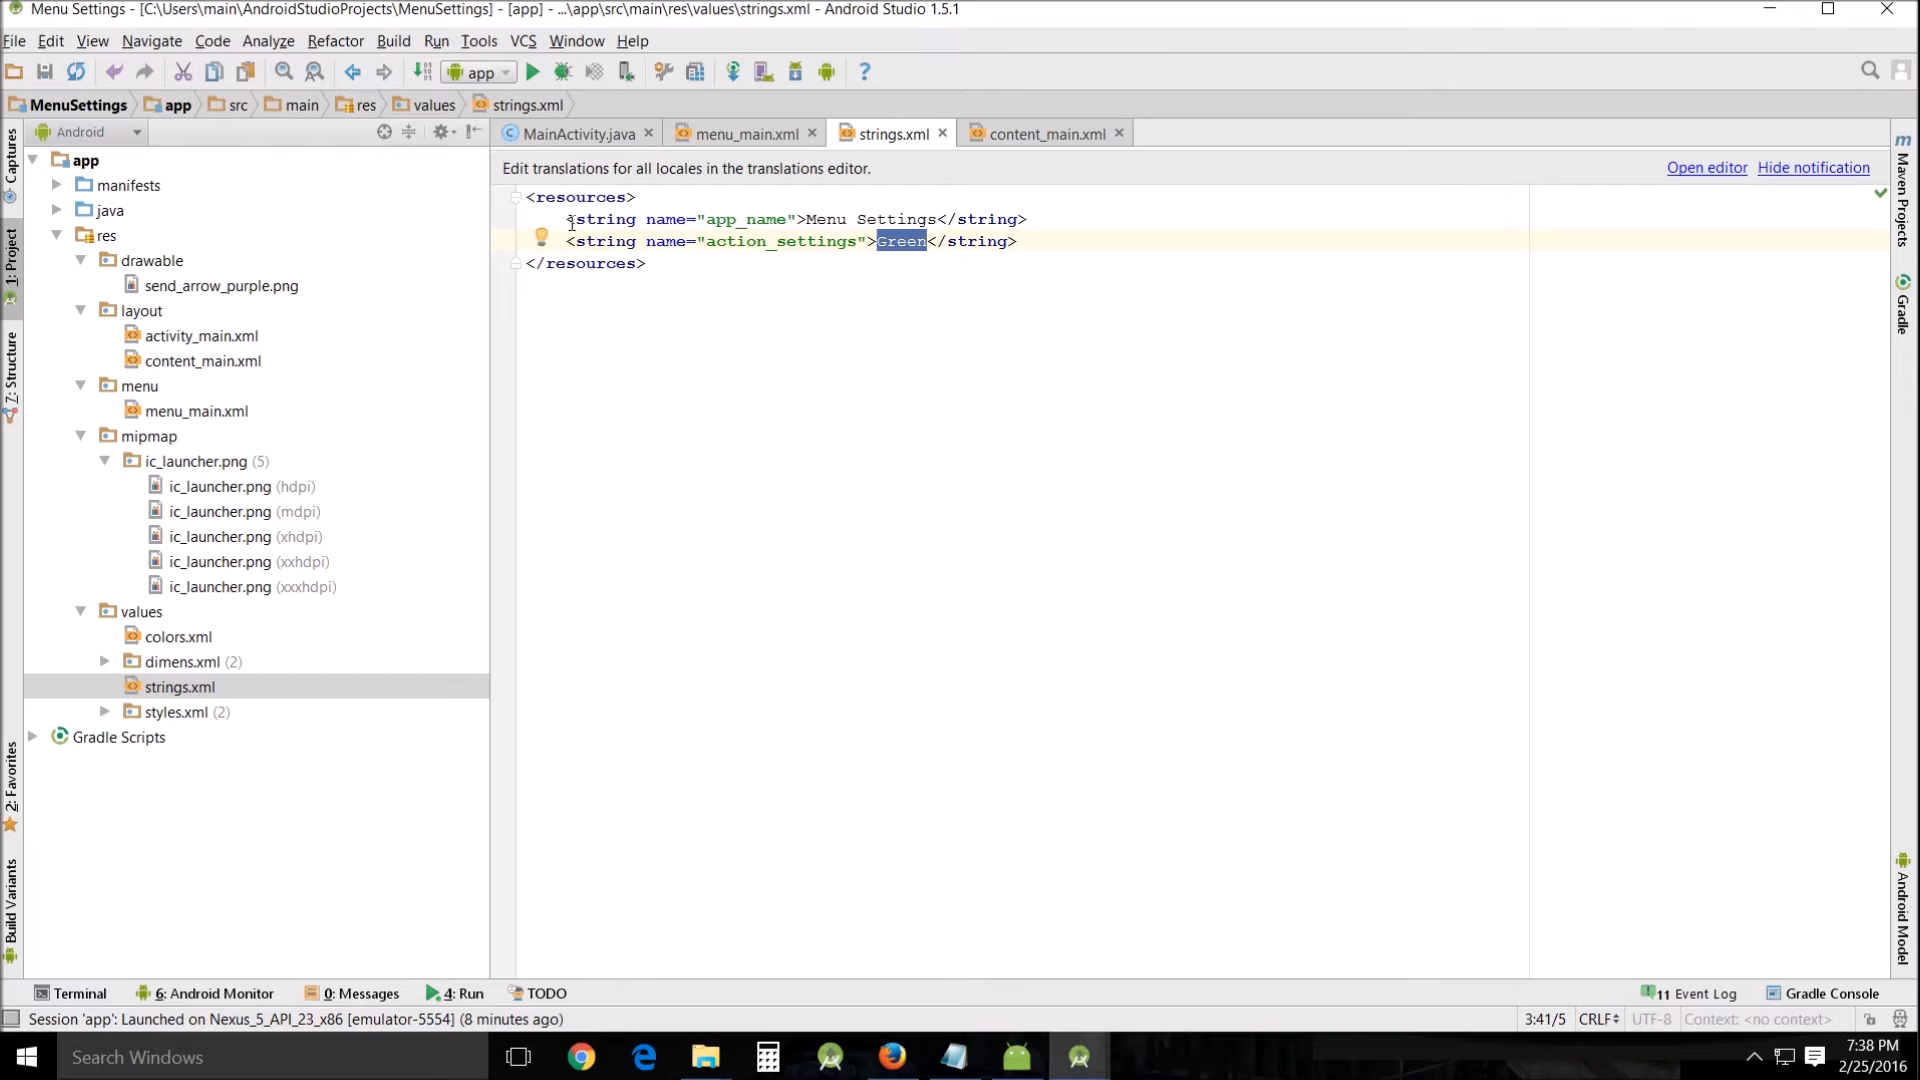 Menu Settings - [C:\Users\main\AndroidStudioProjects\MenuSettings] - [app] - ...\app\src\main\res\values\strings.xml - Android Studio 1.5.1
File Edit View Navigate Code Analyze Refactor Build Run Tools VCS Window Help
app
MenuSettings app src main res values strings.xml
Android
MainActivity.java menu_main.xml strings.xml content_main.xml
Edit translations for all locales in the translations editor. Open editor Hide notification
<resources>
<string name="app_name">Menu Settings</string>
<string name="action_settings">Green</string>
</resources>
app
manifests
java
res
drawable
send_arrow_purple.png
layout
activity_main.xml
content_main.xml
menu
menu_main.xml
mipmap
ic_launcher.png (5)
ic_launcher.png (hdpi)
ic_launcher.png (mdpi)
ic_launcher.png (xhdpi)
ic_launcher.png (xxhdpi)
ic_launcher.png (xxxhdpi)
values
colors.xml
dimens.xml (2)
strings.xml
styles.xml (2)
Gradle Scripts
Captures
1: Project
7: Structure
2: Favorites
Build Variants
Maven Projects
Gradle
Android Model
Terminal 6: Android Monitor 0: Messages 4: Run TODO 11 Event Log Gradle Console
Session 'app': Launched on Nexus_5_API_23_x86 [emulator-5554] (8 minutes ago) 3:41/5 CRLF UTF-8 Context: <no context>
Search Windows
7:38 PM
2/25/2016